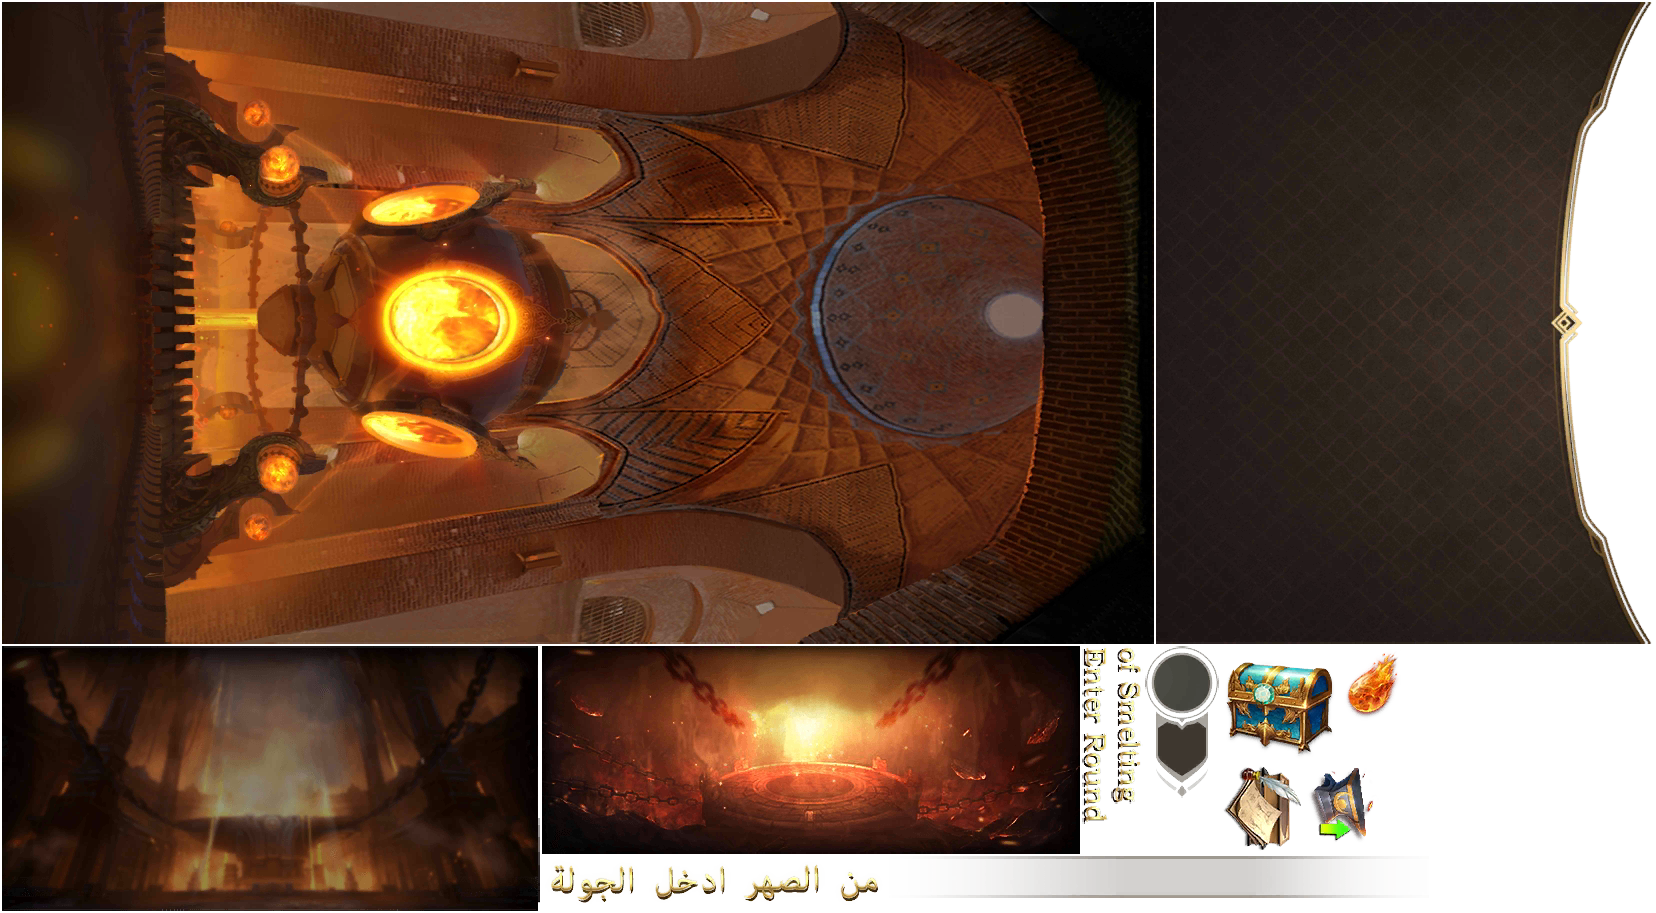 Enter Round
of Smelting
من الصهر ادخل الجولة